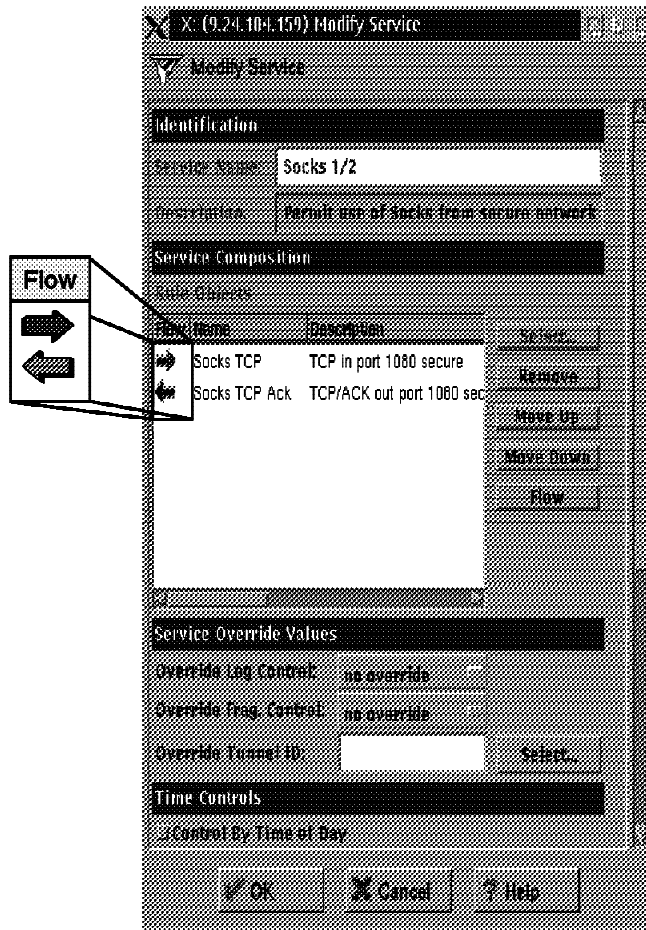 X: (9.24.104.159) Modify Service
Modify Service
Identification
Service Name: Socks 1/2
Description: Permit use of Socks from secure network
Service Composition
Rule Objects
Flow
Flow Name Description
Socks TCP TCP in port 1080 secure
Socks TCP Ack TCP/ACK out port 1080 sec
Select...
Remove
Move Up
Move Down
Flow
Service Override Values
Override Log Control: no override
Override Frag. Control: no override
Override Tunnel ID: Select...
Time Controls
Control By Time of Day
OK Cancel Help